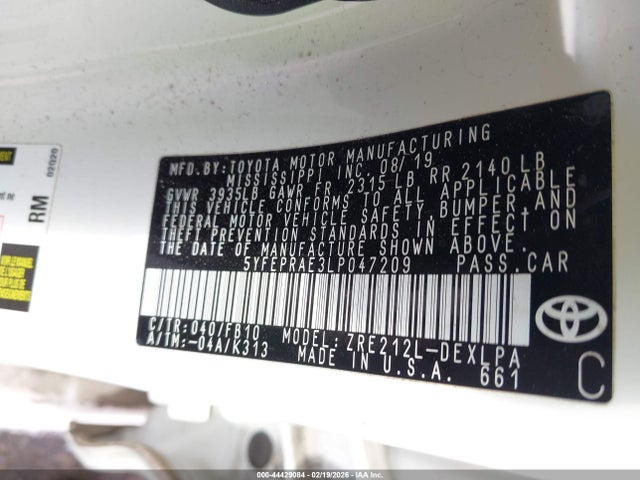 MFD.BY:TOYOTA MOTOR MANUFACTURING
MISSISSIPPI INC. 08/19
GVWR 3935LB GAWR FR. 2315 LB, RR 2140 LB
THIS VEHICLE CONFORMS TO ALL APPLICABLE
FEDERAL MOTOR VEHICLE SAFETY,BUMPER,AND
THEFT PREVENTION STANDARDS IN EFFECT ON
THE DATE OF MANUFACTURE SHOWN ABOVE.
5YFEPRAE3LP047209 PASS.CAR
C/TR:040/FB10 MODEL: ZRE212L-DEXLPA
A/TM:-04A/K313 MADE IN U.S.A. 661
C
RM
02020
000-44429084 - 02/19/2026 - © IAA Inc.